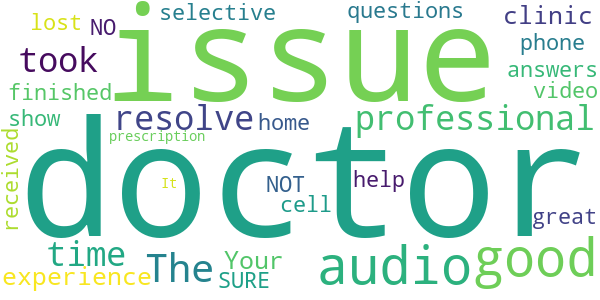 lost NO selective questions clinic
took issue phone
finished answers
video
show resolve home professional
received prescription
doctor
It NOT help
cell great
time The Your audio good
experience SURE